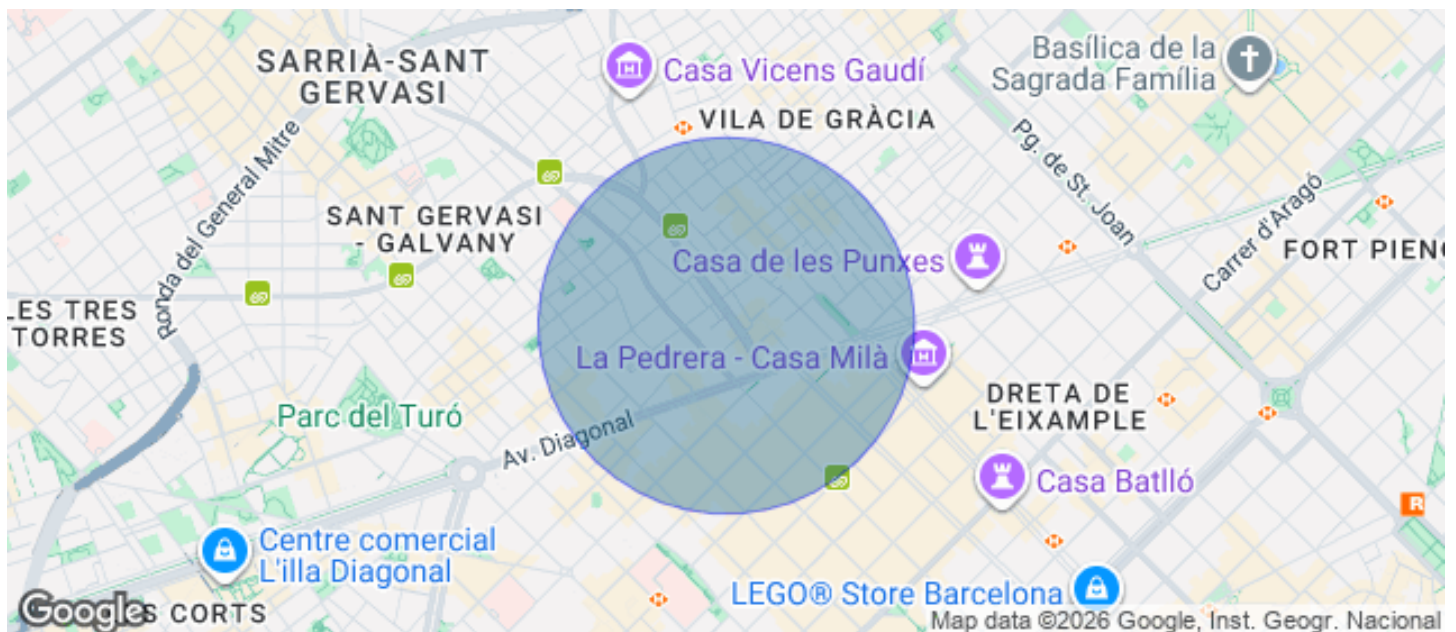 SARRIÀ-SANT
GERVASI
Casa Vicens Gaudí
Basílica de la
Sagrada Família
VILA DE GRÀCIA
Ronda del General Mitre
Pg. de St. Joan
SANT GERVASI
- GALVANY
Carrer d'Aragó
FORT PIENC
Casa de les Punxes
LES TRES
TORRES
La Pedrera - Casa Milà
DRETA DE
L'EIXAMPLE
Parc del Turó
Av. Diagonal
Casa Batlló
R
Centre comercial
L'illa Diagonal
LEGO® Store Barcelona
Google
S CORTS
Map data ©2026 Google, Inst. Geogr. Nacional